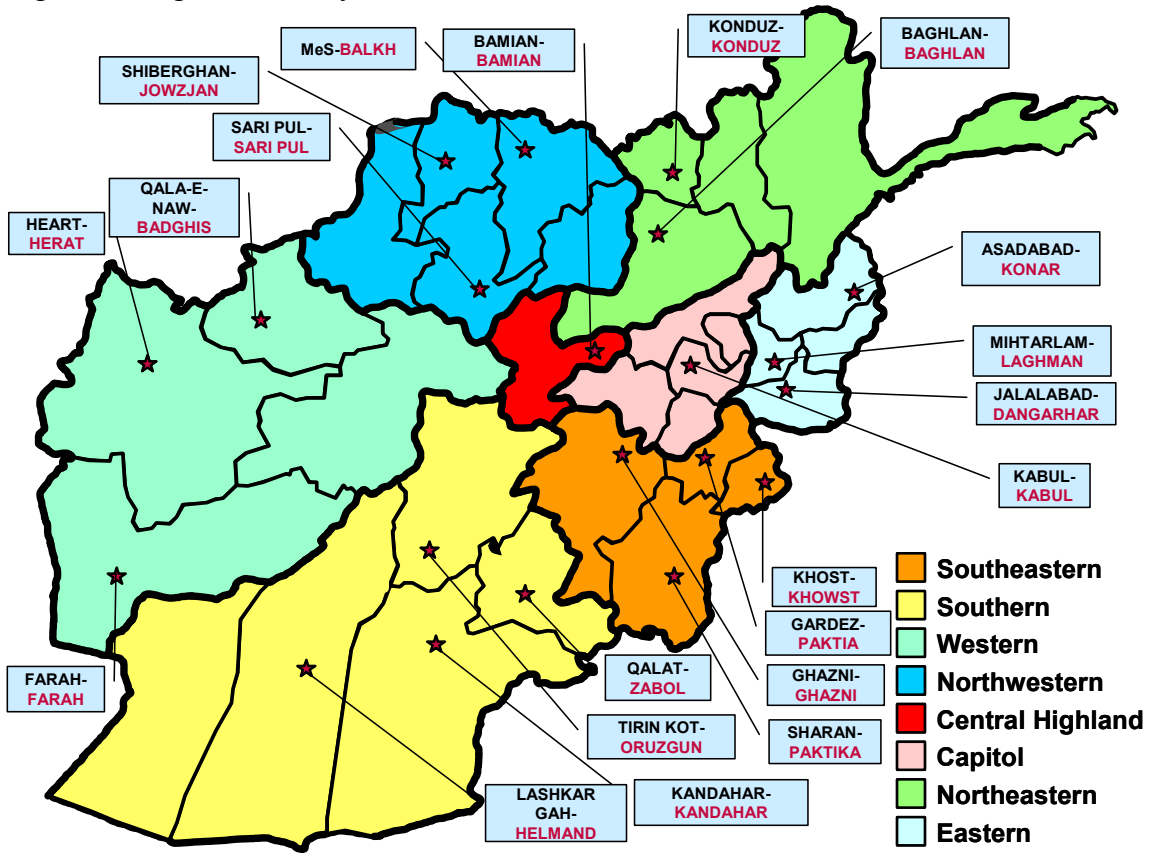 KONDUZ-
KONDUZ
BAGHLAN-
BAGHLAN
MeS-BALKH
BAMIAN-
BAMIAN
SHIBERGHAN-
JOWZJAN
SARI PUL-
SARI PUL
QALA-E-
NAW-
BADGHIS
HEART-
HERAT
ASADABAD-
KONAR
MIHTARLAM-
LAGHMAN
JALALABAD-
DANGARHAR
KABUL-
KABUL
KHOST-
KHOWST
GARDEZ-
PAKTIA
GHAZNI-
GHAZNI
SHARAN-
PAKTIKA
QALAT-
ZABOL
TIRIN KOT-
ORUZGUN
KANDAHAR-
KANDAHAR
LASHKAR
GAH-
HELMAND
FARAH-
FARAH
Southeastern
Southern
Western
Northwestern
Central Highland
Capitol
Northeastern
Eastern